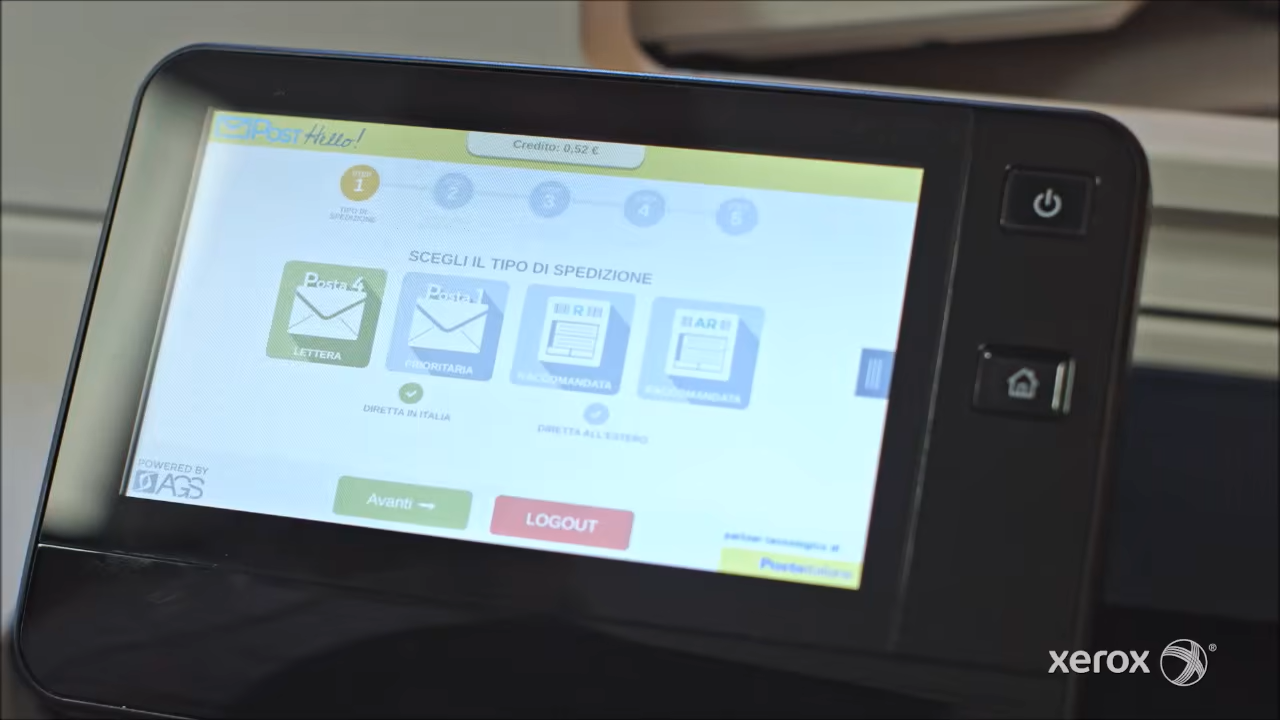 iPost Hello!
Credito: 0,52 €
STEP
1
2
3
4
5
TIPO DI
SPEDIZIONE
SCEGLI IL TIPO DI SPEDIZIONE
Posta 4
LETTERA
Posta 1
PRIORITARIA
R
RACCOMANDATA
AR
RACCOMANDATA
DIRETTA IN ITALIA
DIRETTA ALL'ESTERO
POWERED BY
AGS
Avanti
LOGOUT
partner tecnologico di
Posteitaliane
xerox